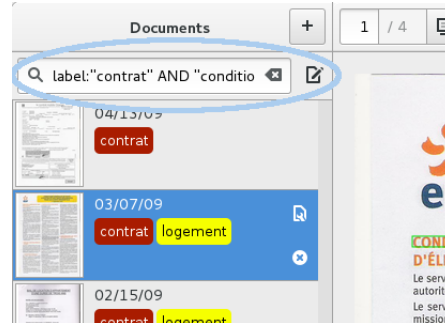 Documents
+
1 / 4
label:"contrat" AND "conditio
04/13/09
contrat
03/07/09
contrat logement
02/15/09
contrat logement
e
CON
D'ÉL
Le serv
autorit
Le serv
mission